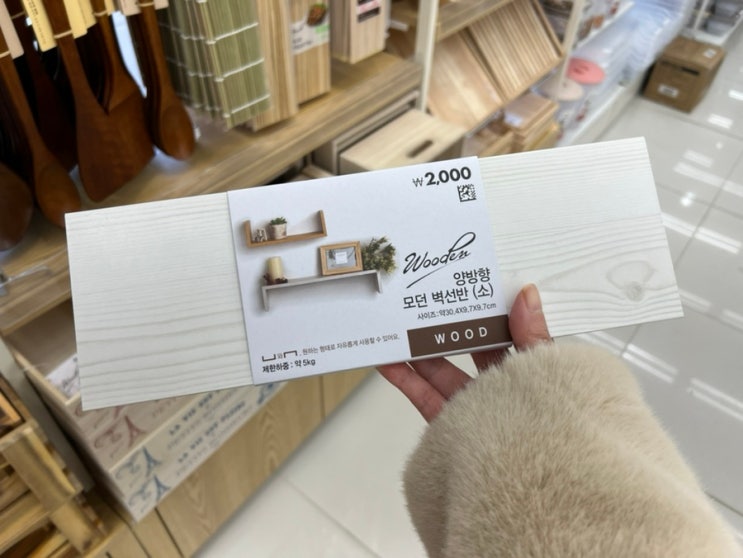 ₩2,000
Wooden
양방향
모던 벽선반 (소)
사이즈:약30.4X9.7X9.7cm
WOOD
와 , 원하는 형태로 자유롭게 사용할 수 있어요.
제한하중 : 약 5kg